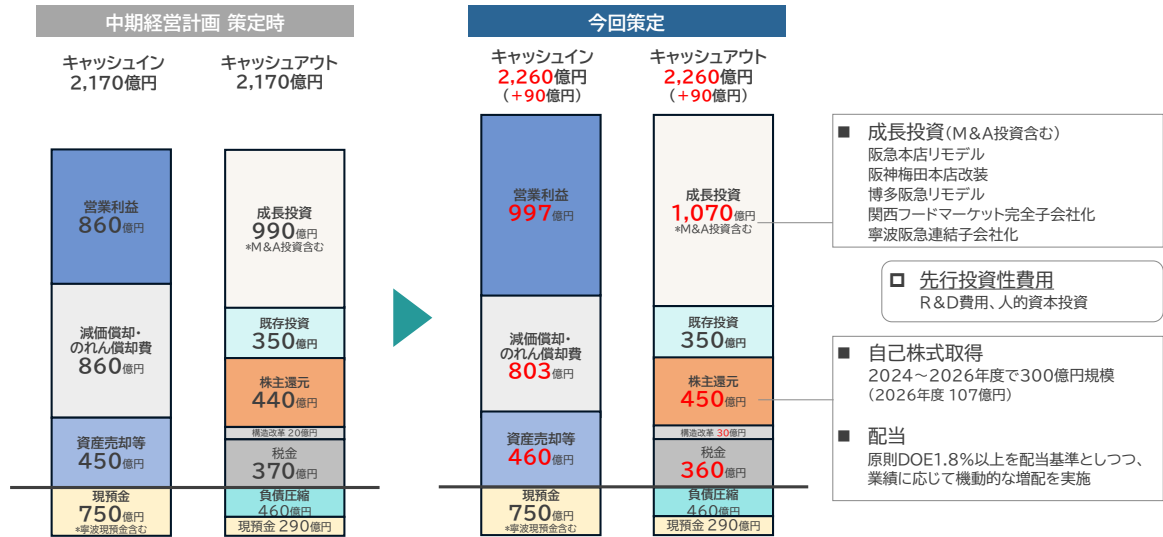 中期経営計画 策定時
キャッシュイン
2,170億円
キャッシュアウト
2,170億円
営業利益
860億円
減価償却・
のれん償却費
860億円
資産売却等
450億円
現預金
750億円
*寧波現預金含む
成長投資
990億円
*M&A投資含む
既存投資
350億円
株主還元
440億円
構造改革 20億円
税金
370億円
負債圧縮
460億円
現預金 290億円
今回策定
キャッシュイン
2,260億円
（+90億円）
キャッシュアウト
2,260億円
（+90億円）
営業利益
997億円
減価償却・
のれん償却費
803億円
資産売却等
460億円
現預金
750億円
*寧波現預金含む
成長投資
1,070億円
*M&A投資含む
既存投資
350億円
株主還元
450億円
構造改革 30億円
税金
360億円
負債圧縮
460億円
現預金 290億円
■ 成長投資（M&A投資含む）
阪急本店リモデル
阪神梅田本店改装
博多阪急リモデル
関西フードマーケット完全子会社化
寧波阪急連結子会社化
□ 先行投資性費用
R&D費用、人的資本投資
■ 自己株式取得
2024～2026年度で300億円規模
（2026年度 107億円）
■ 配当
原則DOE1.8%以上を配当基準としつつ、
業績に応じて機動的な増配を実施